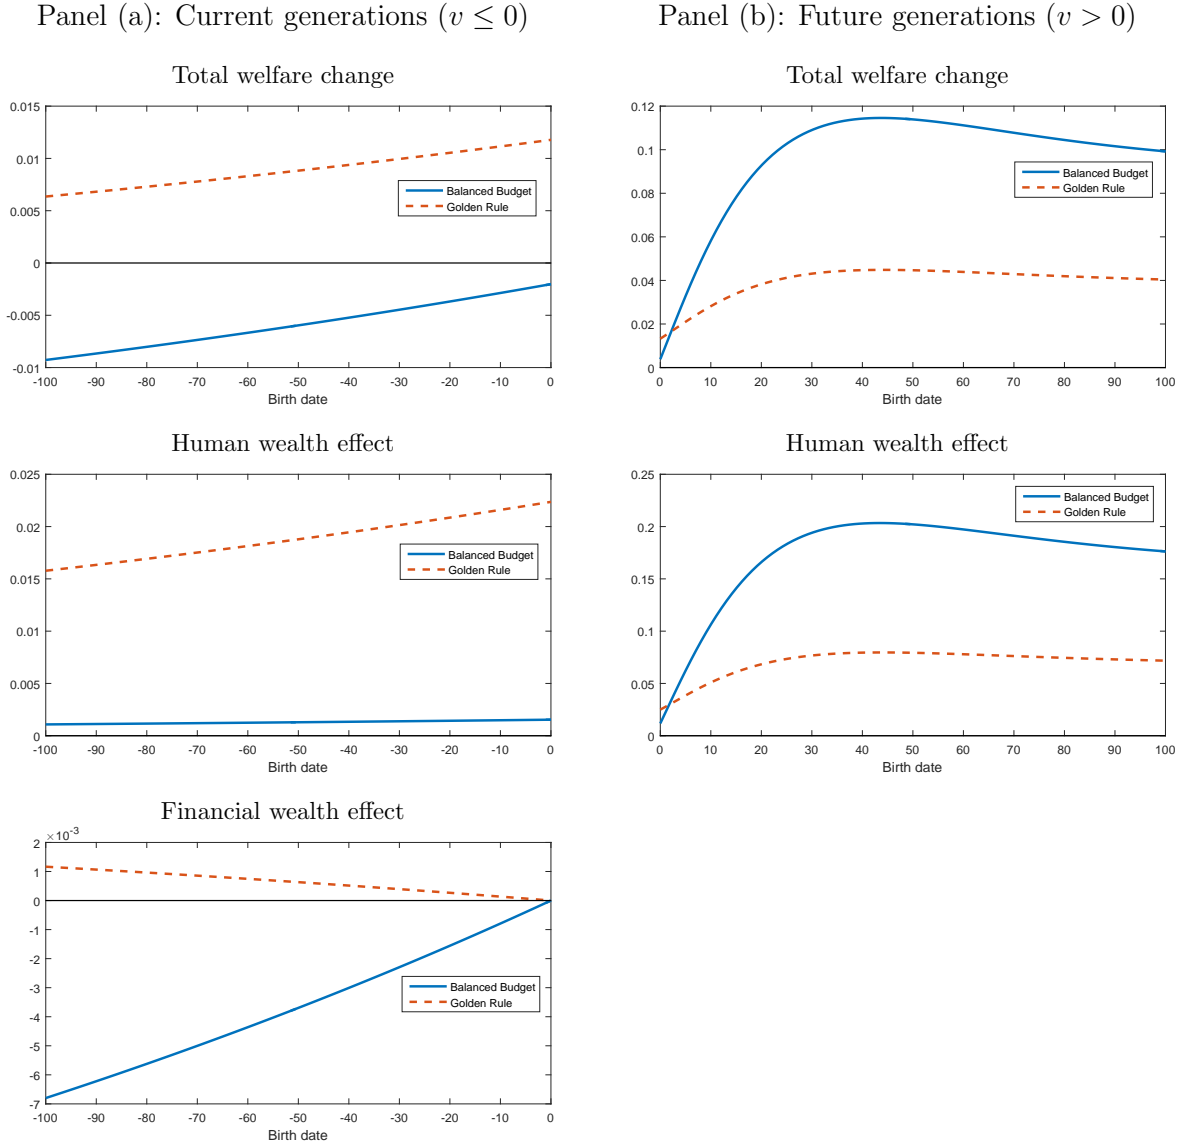 Panel (a): Current generations (v ≤ 0)
Total welfare change
0.015
0.01
0.005
0
-0.005
-0.01
Balanced Budget
Golden Rule
-100 -90 -80 -70 -60 -50 -40 -30 -20 -10 0
Birth date
Human wealth effect
0.025
0.02
0.015
0.01
0.005
0
Balanced Budget
Golden Rule
-100 -90 -80 -70 -60 -50 -40 -30 -20 -10 0
Birth date
Financial wealth effect
×10-3
2
1
0
-1
-2
-3
-4
-5
-6
-7
Balanced Budget
Golden Rule
-100 -90 -80 -70 -60 -50 -40 -30 -20 -10 0
Birth date
Panel (b): Future generations (v > 0)
Total welfare change
0.12
0.1
0.08
0.06
0.04
0.02
0
Balanced Budget
Golden Rule
0 10 20 30 40 50 60 70 80 90 100
Birth date
Human wealth effect
0.25
0.2
0.15
0.1
0.05
0
Balanced Budget
Golden Rule
0 10 20 30 40 50 60 70 80 90 100
Birth date